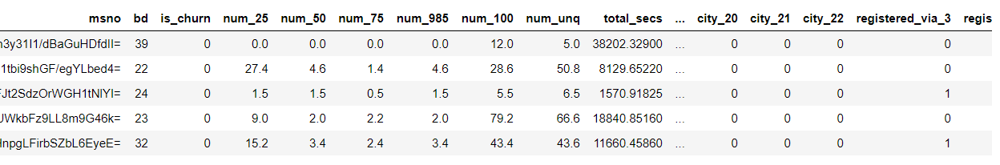 msno bd is_churn num_25 num_50 num_75 num_985 num_100 num_unq total_secs ... city_20 city_21 city_22 registered_via_3 regis
n3y31I1/dBaGuHDfdII= 39 0 0.0 0.0 0.0 0.0 12.0 5.0 38202.32900 ... 0 0 0 0
1tbi9shGF/egYLbed4= 22 0 27.4 4.6 1.4 4.6 28.6 50.8 8129.65220 ... 0 0 0 0
FJt2SdzOrWGH1tNlYI= 24 0 1.5 1.5 0.5 1.5 5.5 6.5 1570.91825 ... 0 0 0 1
UWkbFz9LL8m9G46k= 23 0 9.0 2.0 2.2 2.0 79.2 66.6 18840.85160 ... 0 0 0 0
HnpgLFirbSZbL6EyeE= 32 0 15.2 3.4 2.4 3.4 43.4 43.6 11660.45860 ... 0 0 0 1